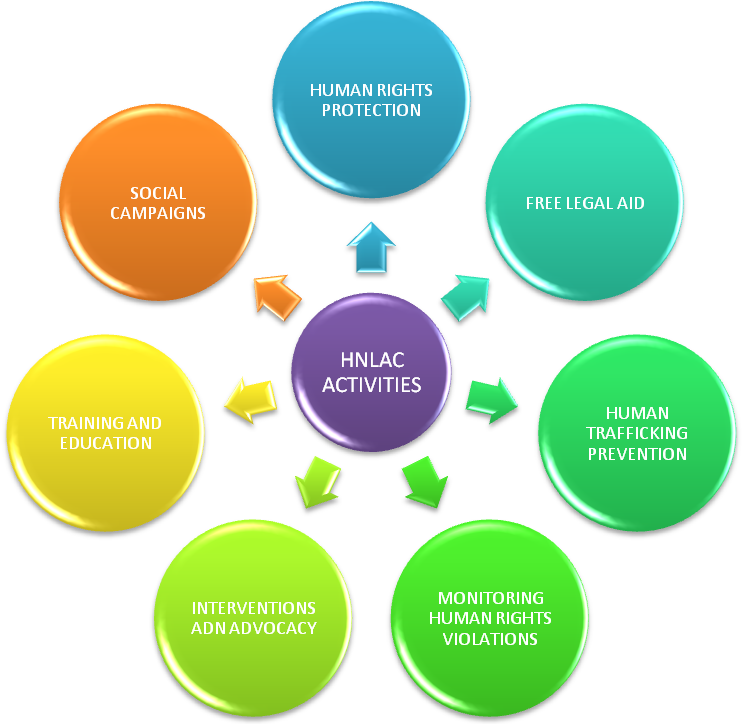 HUMAN RIGHTS
PROTECTION
FREE LEGAL AID
HUMAN
TRAFFICKING
PREVENTION
MONITORING
HUMAN RIGHTS
VIOLATIONS
INTERVENTIONS
ADN ADVOCACY
TRAINING AND
EDUCATION
SOCIAL
CAMPAIGNS
HNLAC
ACTIVITIES